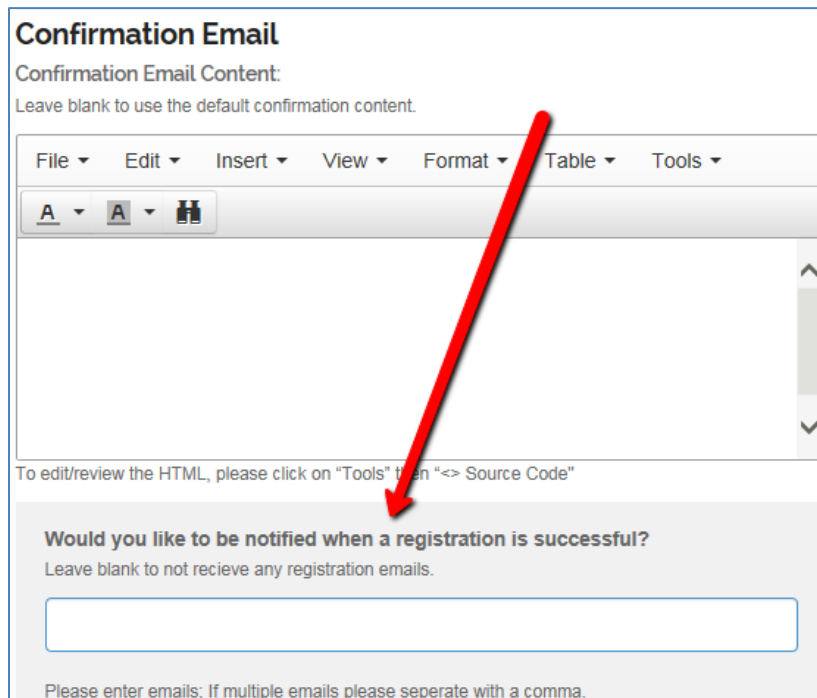 Confirmation Email
Confirmation Email Content:
Leave blank to use the default confirmation content.
File Edit Insert View Format Table Tools
A A
To edit/review the HTML, please click on “Tools” then “<> Source Code"
Would you like to be notified when a registration is successful?
Leave blank to not recieve any registration emails.
Please enter emails: If multiple emails please seperate with a comma.